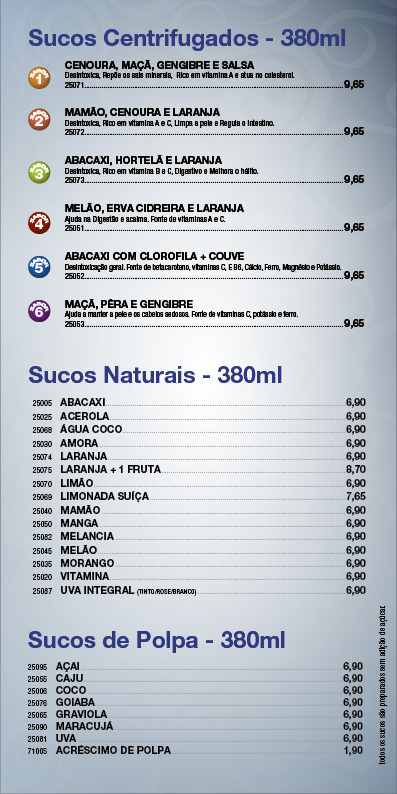 Sucos Centrifugados - 380ml
1
CENOURA, MAÇÃ, GENGIBRE E SALSA
Desintoxica, Repõe os sais minerais, Rico em vitamina A e atua no colesterol.
25071 9,65
2
MAMÃO, CENOURA E LARANJA
Desintoxica, Rico em vitamina A e C, Limpa a pele e Regula o Intestino.
25072 9,65
3
ABACAXI, HORTELÃ E LARANJA
Desintoxica, Rico em vitamina B e C, Digestivo e Melhora o hálito.
25073 9,65
4
MELÃO, ERVA CIDREIRA E LARANJA
Ajuda na Digestão e acalma. Fonte de vitaminas A e C.
25051 9,65
5
ABACAXI COM CLOROFILA + COUVE
Desintoxicação geral. Fonte de betacaroteno, vitaminas C, E B6, Cálcio, Ferro, Magnésio e Potássio.
25052 9,65
6
MAÇÃ, PÊRA E GENGIBRE
Ajuda a manter a pele e os cabelos sedosos. Fonte de vitaminas C, potássio e ferro.
25053 9,65
Sucos Naturais - 380ml
25005 ABACAXI 6,90
25025 ACEROLA 6,90
25068 ÁGUA COCO 6,90
25030 AMORA 6,90
25074 LARANJA 6,90
25075 LARANJA + 1 FRUTA 8,70
25070 LIMÃO 6,90
25069 LIMONADA SUÍÇA 7,65
25040 MAMÃO 6,90
25050 MANGA 6,90
25082 MELANCIA 6,90
25045 MELÃO 6,90
25035 MORANGO 6,90
25020 VITAMINA 6,90
25087 UVA INTEGRAL (TINTO/ROSE/BRANCO) 6,90
Sucos de Polpa - 380ml
25095 AÇAI 6,90
25055 CAJU 6,90
25006 COCO 6,90
25076 GOIABA 6,90
25065 GRAVIOLA 6,90
25090 MARACUJÁ 6,90
25081 UVA 6,90
71005 ACRÉSCIMO DE POLPA 1,90
Todos os sucos são preparados sem adição de açúcar.